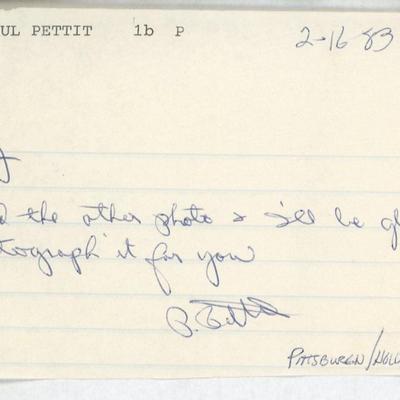 UL PETTIT 1b P 2-16 83
d the other photo & I'll be gl
tograph it for you
P. Pettit
PITTSBURGH/HOLL